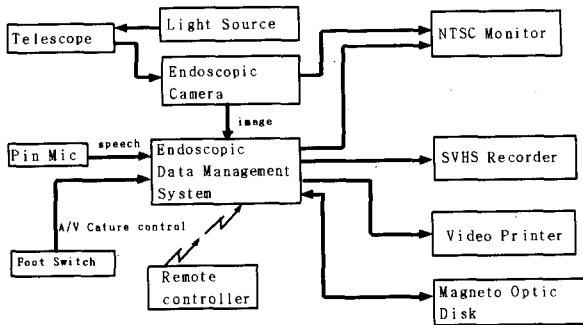 Light Source
Telescope
NTSC Monitor
Endoscopic
Camera
image
speech
Pin Mic
Endoscopic
Data Management
System
SVHS Recorder
A/V Cature control
Video Printer
Foot Switch
Remote
controller
Magneto Optic
Disk